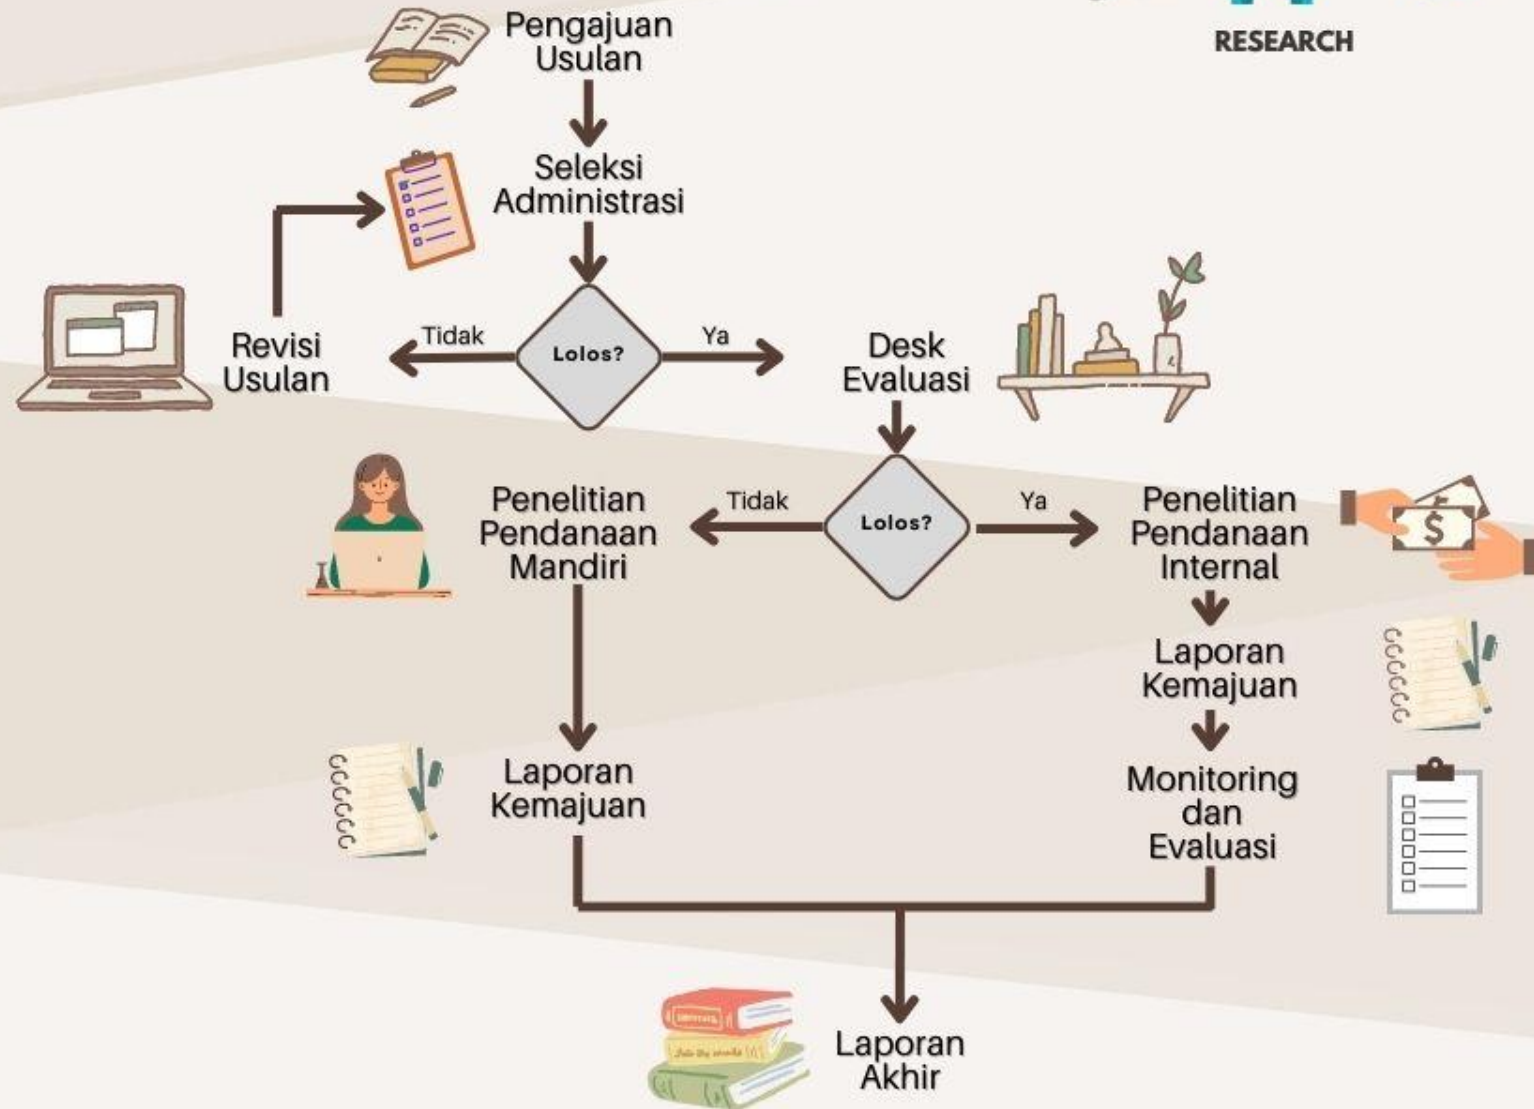 RESEARCH
Pengajuan
Usulan
Seleksi
Administrasi
Lolos?
Tidak
Ya
Revisi
Usulan
Desk
Evaluasi
Lolos?
Tidak
Ya
Penelitian
Pendanaan
Mandiri
Penelitian
Pendanaan
Internal
Laporan
Kemajuan
Laporan
Kemajuan
Monitoring
dan
Evaluasi
Laporan
Akhir